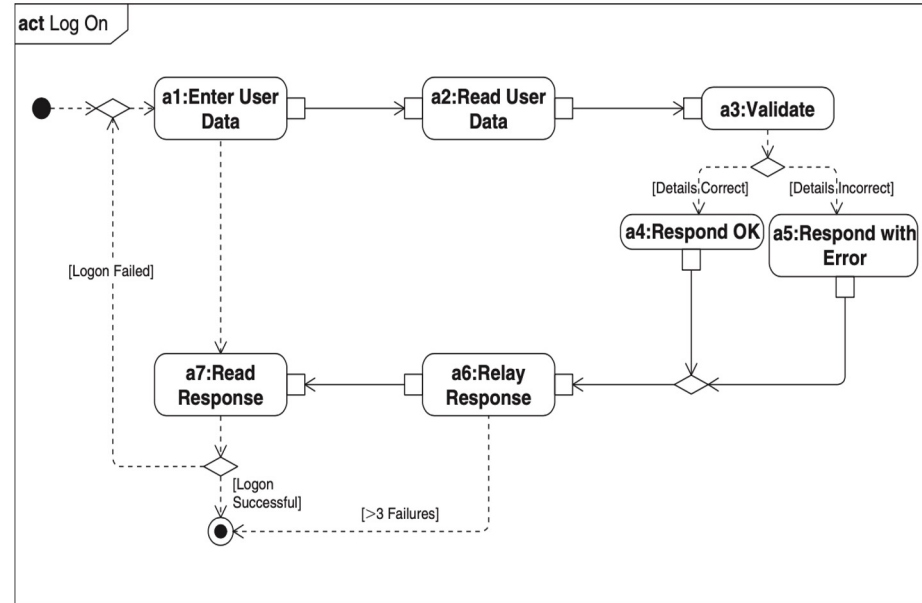 act Log On
a1:Enter User
Data
a2:Read User
Data
a3:Validate
[Details Correct]
[Details Incorrect]
a4:Respond OK
a5:Respond with
Error
[Logon Failed]
a7:Read
Response
a6:Relay
Response
[Logon
Successful]
[>3 Failures]